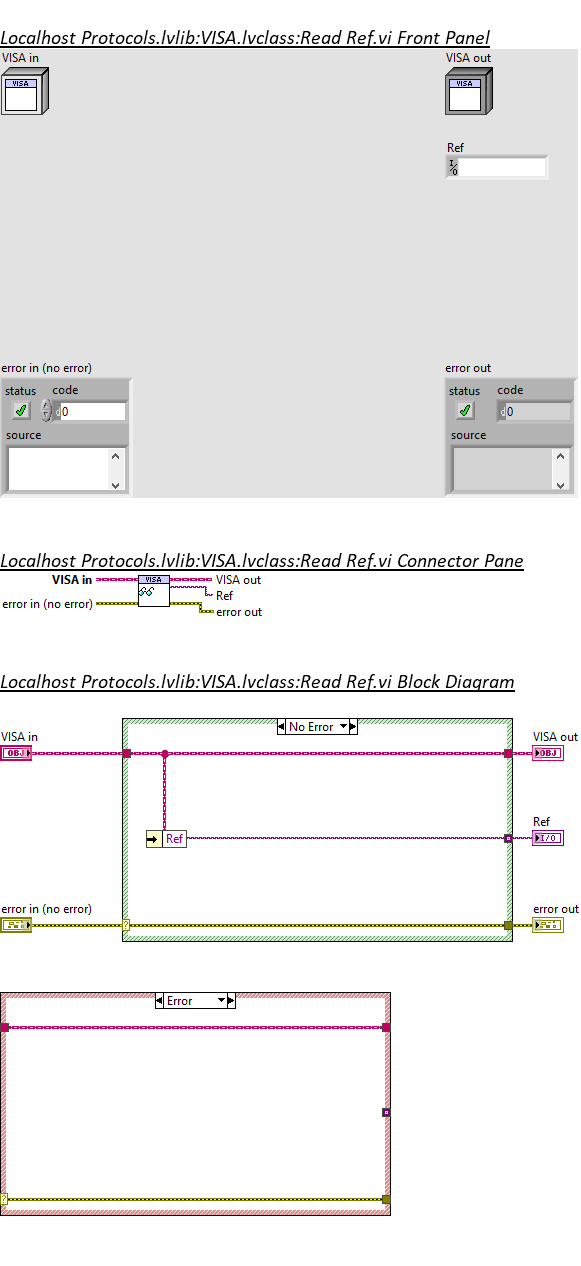 Localhost Protocols.lvlib:VISA.lvclass:Read Ref.vi Front Panel
VISA in
VISA out
VISA
VISA
Ref
I/O
error in (no error)
error out
status code
status code
d 0
d 0
source
source
Localhost Protocols.lvlib:VISA.lvclass:Read Ref.vi Connector Pane
VISA in VISA VISA out
Ref
error in (no error) error out
Localhost Protocols.lvlib:VISA.lvclass:Read Ref.vi Block Diagram
No Error
VISA in
VISA out
OBJ
OBJ
Ref
Ref
I/O
error in (no error)
error out
?
Error
?